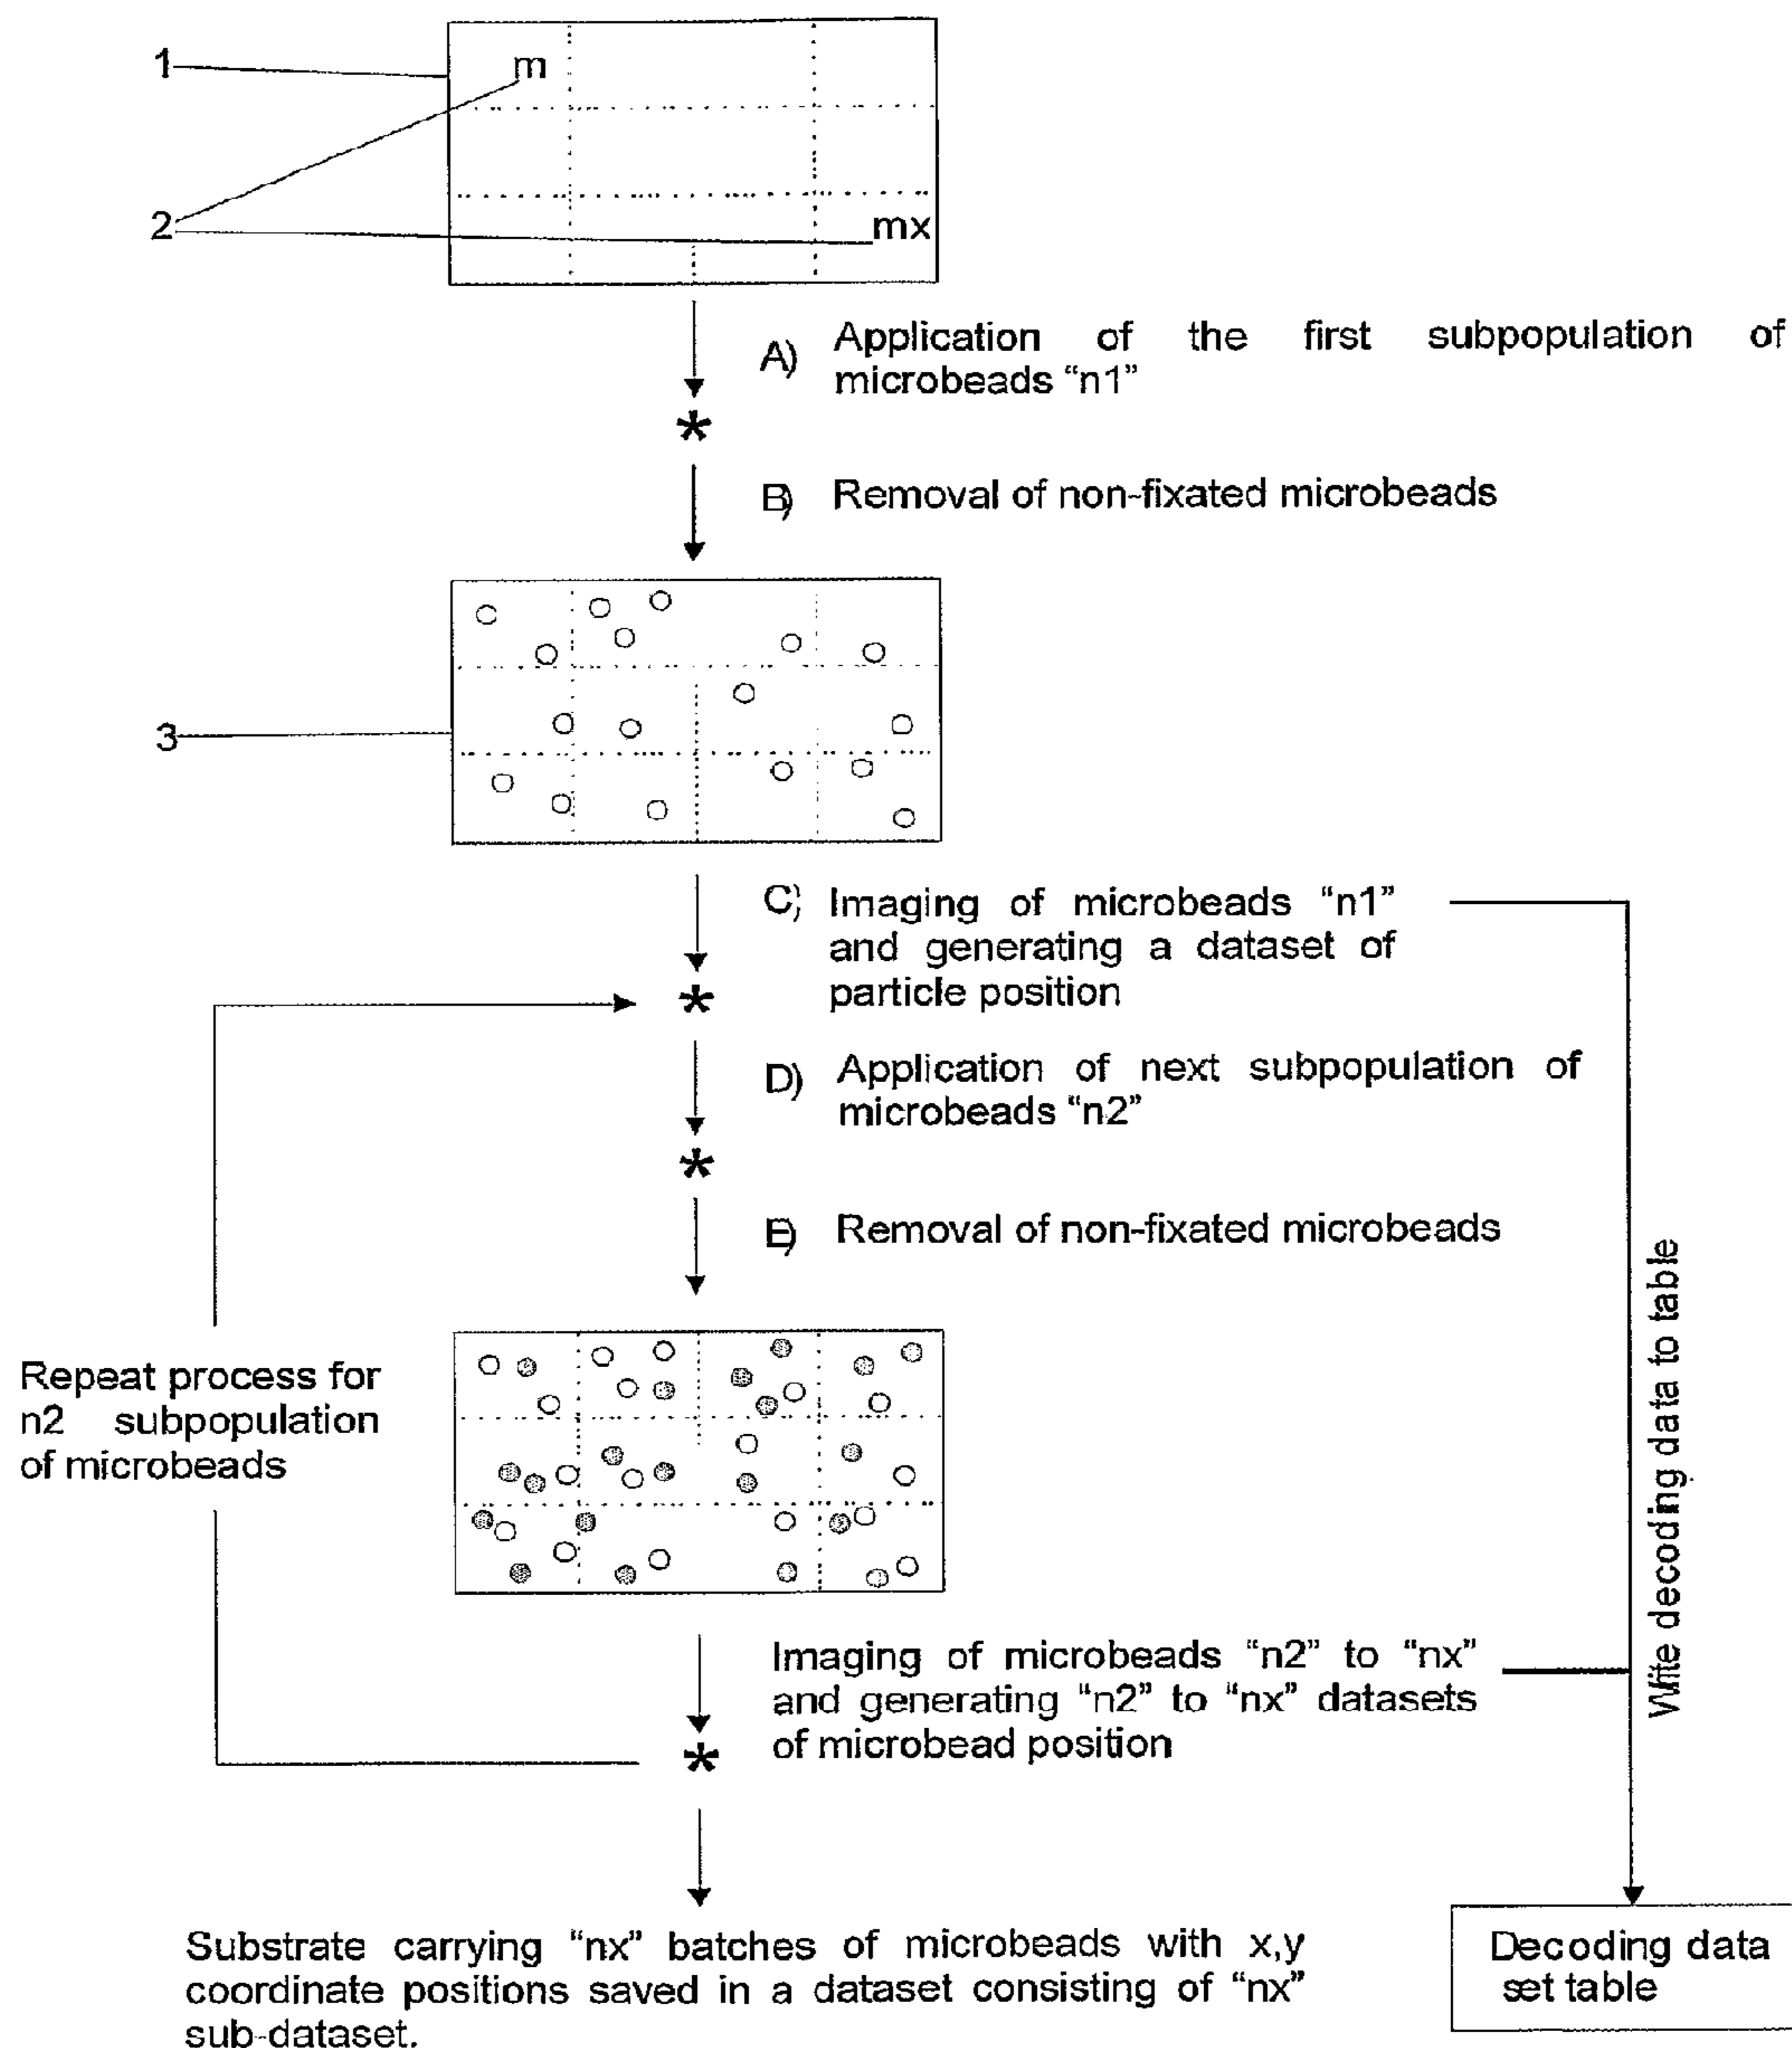 1
m
2
mx
A) Application of the first subpopulation of
microbeads “n1”
*
B) Removal of non-fixated microbeads
3
C) Imaging of microbeads “n1”
and generating a dataset of
particle position
*
D) Application of next subpopulation of
microbeads “n2”
*
E) Removal of non-fixated microbeads
Repeat process for
n2 subpopulation
of microbeads
Write decoding data to table
Imaging of microbeads “n2” to “nx”
and generating “n2” to “nx” datasets
of microbead position
*
Substrate carrying “nx” batches of microbeads with x,y
coordinate positions saved in a dataset consisting of “nx”
sub-dataset.
Decoding data
set table